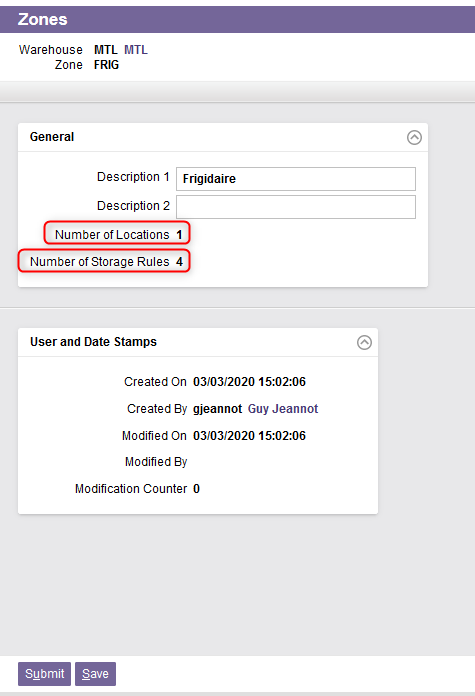 Zones
Warehouse MTL MTL
Zone FRIG
General
Description 1 Frigidaire
Description 2
Number of Locations 1
Number of Storage Rules 4
User and Date Stamps
Created On 03/03/2020 15:02:06
Created By gjeannot Guy Jeannot
Modified On 03/03/2020 15:02:06
Modified By
Modification Counter 0
Submit Save